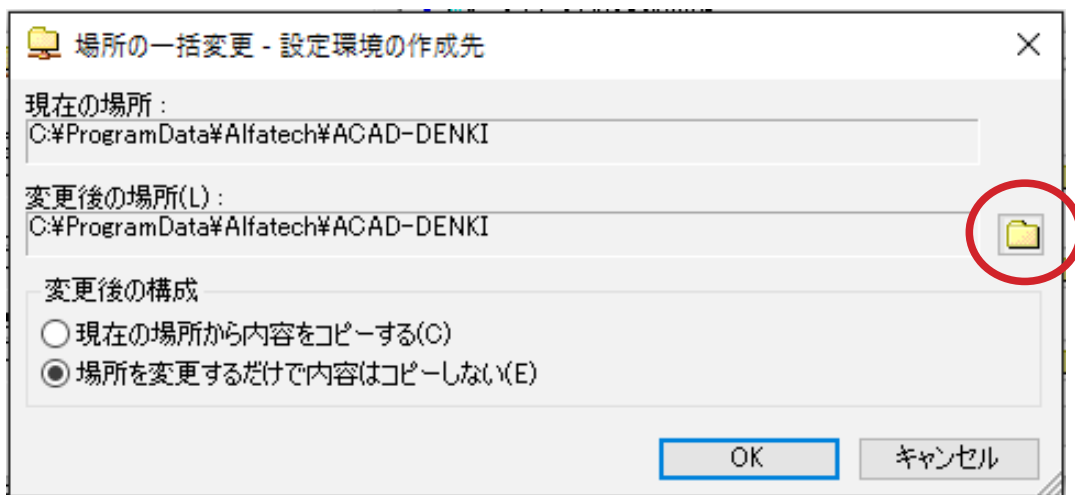 場所の一括変更 - 設定環境の作成先
現在の場所 :
C:¥ProgramData¥Alfatech¥ACAD-DENKI
変更後の場所(L) :
C:¥ProgramData¥Alfatech¥ACAD-DENKI
変更後の構成
現在の場所から内容をコピーする(C)
場所を変更するだけで内容はコピーしない(E)
OK
キャンセル